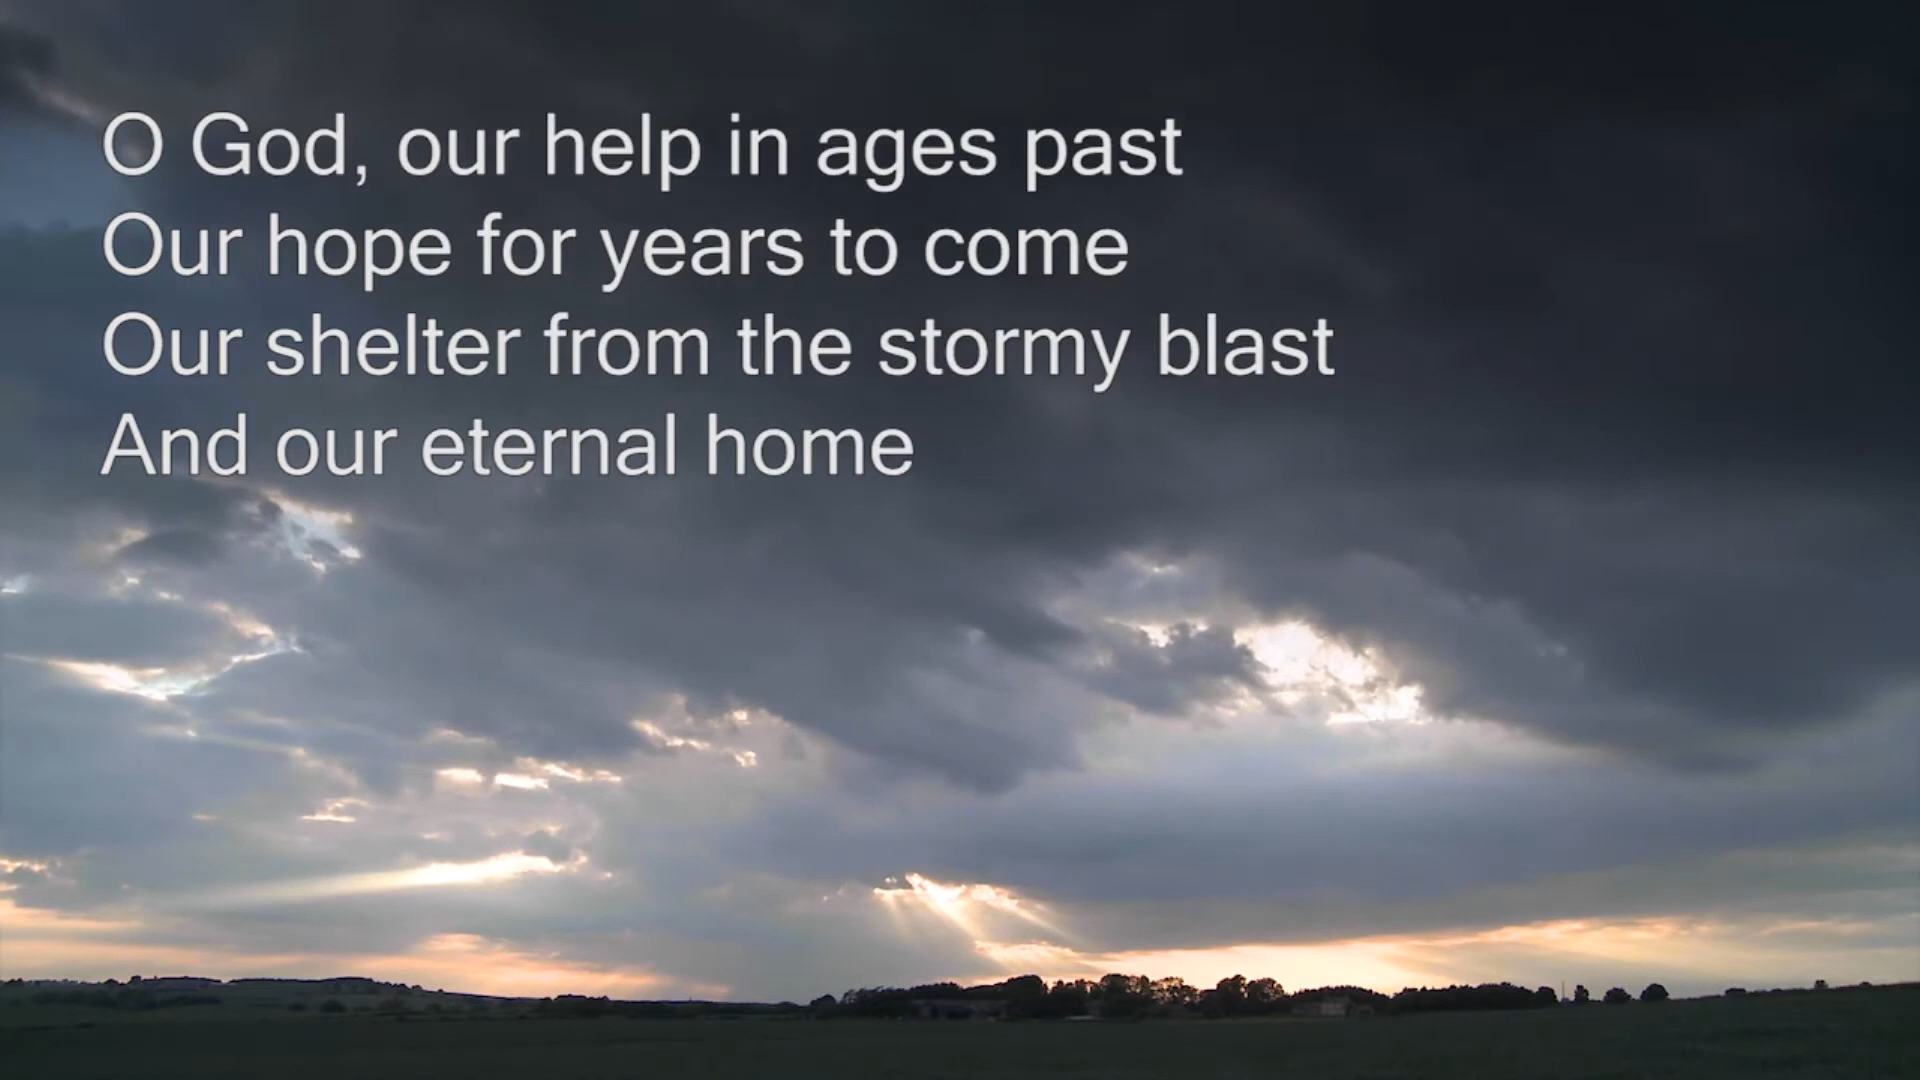 O God, our help in ages past
Our hope for years to come
Our shelter from the stormy blast
And our eternal home